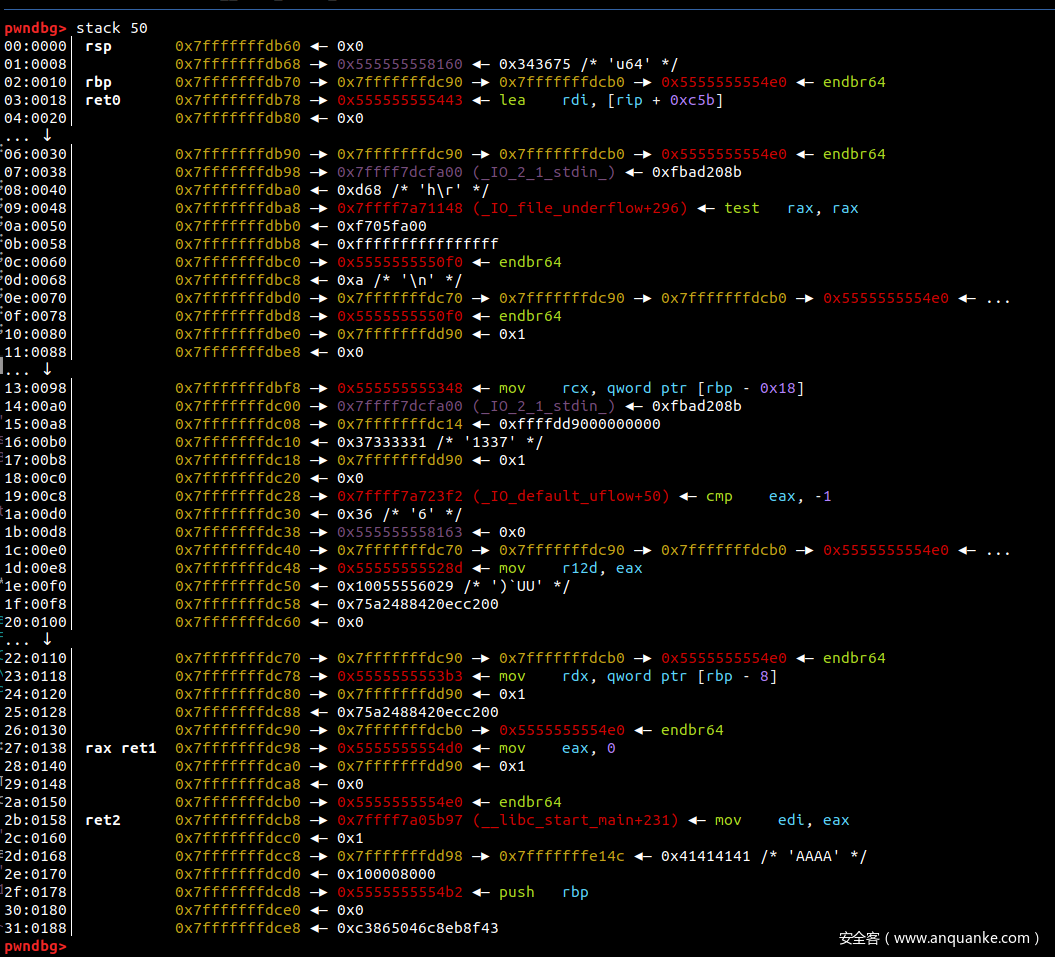 pwndbg> stack 50
00:0000│ rsp 0x7fffffffdb60 ◂— 0x0
01:0008│ 0x7fffffffdb68 —▸ 0x555555558160 ◂— 0x343675 /* 'u64' */
02:0010│ rbp 0x7fffffffdb70 —▸ 0x7fffffffdc90 —▸ 0x7fffffffdcb0 —▸ 0x5555555554e0 ◂— endbr64
03:0018│ ret0 0x7fffffffdb78 —▸ 0x555555555443 ◂— lea rdi, [rip + 0xc5b]
04:0020│ 0x7fffffffdb80 ◂— 0x0
... ↓
06:0030│ 0x7fffffffdb90 —▸ 0x7fffffffdc90 —▸ 0x7fffffffdcb0 —▸ 0x5555555554e0 ◂— endbr64
07:0038│ 0x7fffffffdb98 —▸ 0x7ffff7dcfa00 (_IO_2_1_stdin_) ◂— 0xfbad208b
08:0040│ 0x7fffffffdba0 ◂— 0xd68 /* 'h\r' */
09:0048│ 0x7fffffffdba8 —▸ 0x7ffff7a71148 (_IO_file_underflow+296) ◂— test rax, rax
0a:0050│ 0x7fffffffdbb0 ◂— 0xf705fa00
0b:0058│ 0x7fffffffdbb8 ◂— 0xffffffffffffffff
0c:0060│ 0x7fffffffdbc0 —▸ 0x5555555550f0 ◂— endbr64
0d:0068│ 0x7fffffffdbc8 ◂— 0xa /* '\n' */
0e:0070│ 0x7fffffffdbd0 —▸ 0x7fffffffdc70 —▸ 0x7fffffffdc90 —▸ 0x7fffffffdcb0 —▸ 0x5555555554e0 ◂— ...
0f:0078│ 0x7fffffffdbd8 —▸ 0x5555555550f0 ◂— endbr64
10:0080│ 0x7fffffffdbe0 —▸ 0x7fffffffdd90 ◂— 0x1
11:0088│ 0x7fffffffdbe8 ◂— 0x0
... ↓
13:0098│ 0x7fffffffdbf8 —▸ 0x555555555348 ◂— mov rcx, qword ptr [rbp - 0x18]
14:00a0│ 0x7fffffffdc00 —▸ 0x7ffff7dcfa00 (_IO_2_1_stdin_) ◂— 0xfbad208b
15:00a8│ 0x7fffffffdc08 —▸ 0x7fffffffdc14 ◂— 0xffffdd9000000000
16:00b0│ 0x7fffffffdc10 ◂— 0x37333331 /* '1337' */
17:00b8│ 0x7fffffffdc18 —▸ 0x7fffffffdd90 ◂— 0x1
18:00c0│ 0x7fffffffdc20 ◂— 0x0
19:00c8│ 0x7fffffffdc28 —▸ 0x7ffff7a723f2 (_IO_default_uflow+50) ◂— cmp eax, -1
1a:00d0│ 0x7fffffffdc30 ◂— 0x36 /* '6' */
1b:00d8│ 0x7fffffffdc38 —▸ 0x555555558163 ◂— 0x0
1c:00e0│ 0x7fffffffdc40 —▸ 0x7fffffffdc70 —▸ 0x7fffffffdc90 —▸ 0x7fffffffdcb0 —▸ 0x5555555554e0 ◂— ...
1d:00e8│ 0x7fffffffdc48 —▸ 0x55555555528d ◂— mov r12d, eax
1e:00f0│ 0x7fffffffdc50 ◂— 0x10055556029 /* ')`UU' */
1f:00f8│ 0x7fffffffdc58 ◂— 0x75a2488420ecc200
20:0100│ 0x7fffffffdc60 ◂— 0x0
... ↓
22:0110│ 0x7fffffffdc70 —▸ 0x7fffffffdc90 —▸ 0x7fffffffdcb0 —▸ 0x5555555554e0 ◂— endbr64
23:0118│ 0x7fffffffdc78 —▸ 0x5555555553b3 ◂— mov rdx, qword ptr [rbp - 8]
24:0120│ 0x7fffffffdc80 —▸ 0x7fffffffdd90 ◂— 0x1
25:0128│ 0x7fffffffdc88 ◂— 0x75a2488420ecc200
26:0130│ 0x7fffffffdc90 —▸ 0x7fffffffdcb0 —▸ 0x5555555554e0 ◂— endbr64
27:0138│ rax ret1 0x7fffffffdc98 —▸ 0x5555555554d0 ◂— mov eax, 0
28:0140│ 0x7fffffffdca0 —▸ 0x7fffffffdd90 ◂— 0x1
29:0148│ 0x7fffffffdca8 ◂— 0x0
2a:0150│ 0x7fffffffdcb0 —▸ 0x5555555554e0 ◂— endbr64
2b:0158│ ret2 0x7fffffffdcb8 —▸ 0x7ffff7a05b97 (__libc_start_main+231) ◂— mov edi, eax
2c:0160│ 0x7fffffffdcc0 ◂— 0x1
2d:0168│ 0x7fffffffdcc8 —▸ 0x7fffffffdd98 —▸ 0x7fffffffe14c ◂— 0x41414141 /* 'AAAA' */
2e:0170│ 0x7fffffffdcd0 ◂— 0x100008000
2f:0178│ 0x7fffffffdcd8 —▸ 0x5555555554b2 ◂— push rbp
30:0180│ 0x7fffffffdce0 ◂— 0x0
31:0188│ 0x7fffffffdce8 ◂— 0xc3865046c8eb8f43
pwndbg>
安全客（www.anquanke.com）